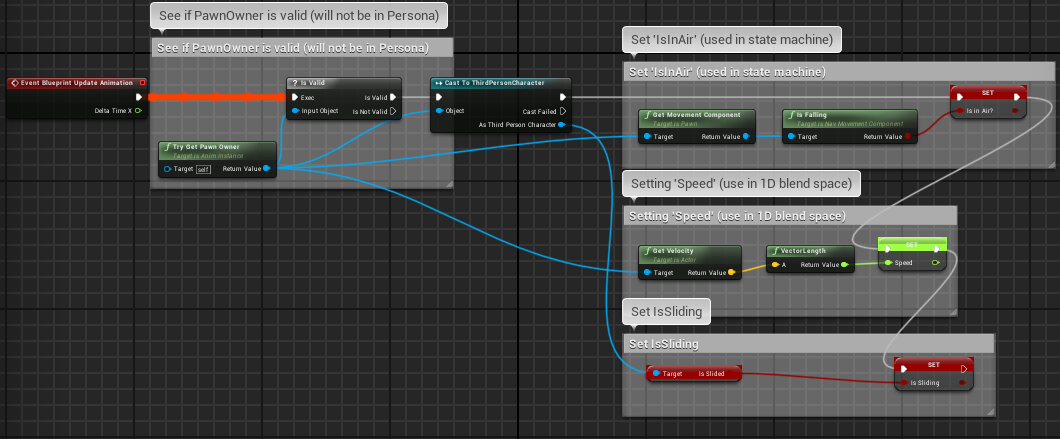 See if PawnOwner is valid (will not be in Persona)
See if PawnOwner is valid (will not be in Persona)
Event Blueprint Update Animation
Delta Time X
? Is Valid
Exec
Is Valid
Input Object
Is Not Valid
Cast To ThirdPersonCharacter
Object
Cast Failed
As Third Person Character
f Try Get Pawn Owner
Target is Anim Instance
Target self
Return Value
Set 'IsInAir' (used in state machine)
Set 'IsInAir' (used in state machine)
f Get Movement Component
Target is Pawn
Target
Return Value
f Is Falling
Target is Nav Movement Component
Target
Return Value
SET
Is in Air?
Setting 'Speed' (use in 1D blend space)
Setting 'Speed' (use in 1D blend space)
f Get Velocity
Target is Actor
Target
Return Value
f VectorLength
A
Return Value
SET
Speed
Set IsSliding
Set IsSliding
Target
Is Slided
SET
Is Sliding